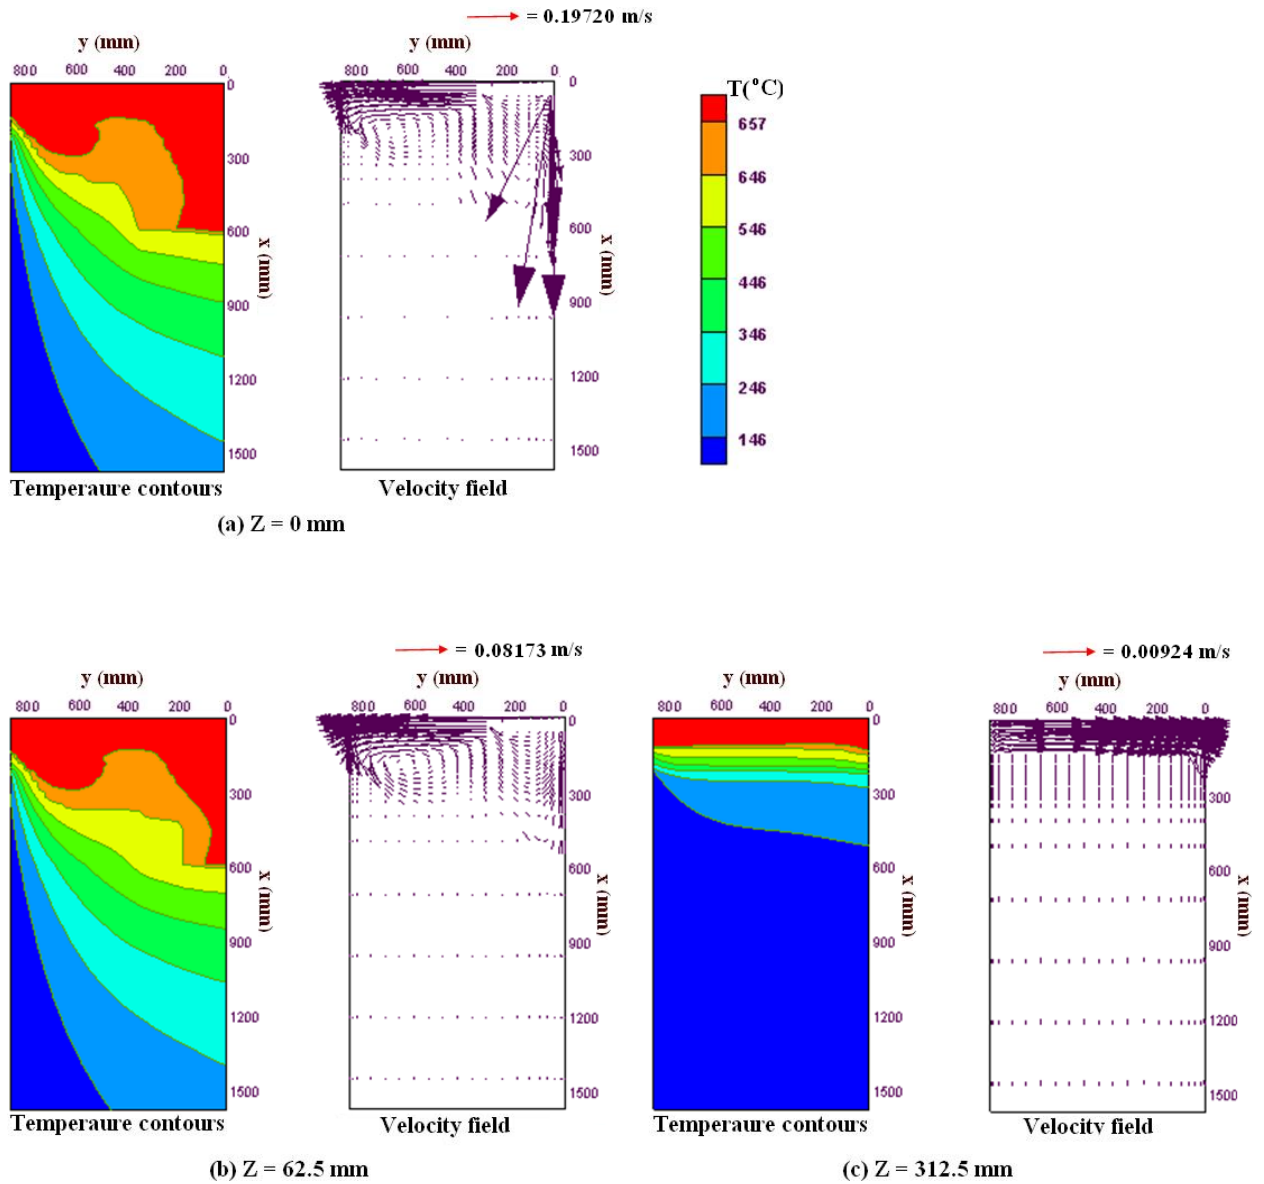 = 0.19720 m/s
y (mm)
y (mm)
800 600 400 200 0
800 600 400 200 0
0
300
600
900
1200
1500
x (mm)
0
300
600
900
1200
1500
x (mm)
T(°C)
657
646
546
446
346
246
146
Temperaure contours
Velocity field
(a) Z = 0 mm
= 0.08173 m/s
= 0.00924 m/s
y (mm)
y (mm)
y (mm)
y (mm)
800 600 400 200 0
800 600 400 200 0
800 600 400 200 0
800 600 400 200 0
0
300
600
900
1200
1500
x (mm)
0
300
600
900
1200
1500
x (mm)
0
300
600
900
1200
1500
x (mm)
300
600
900
1200
1500
x (mm)
Temperaure contours
Velocity field
Temperaure contours
Velocity field
(b) Z = 62.5 mm
(c) Z = 312.5 mm